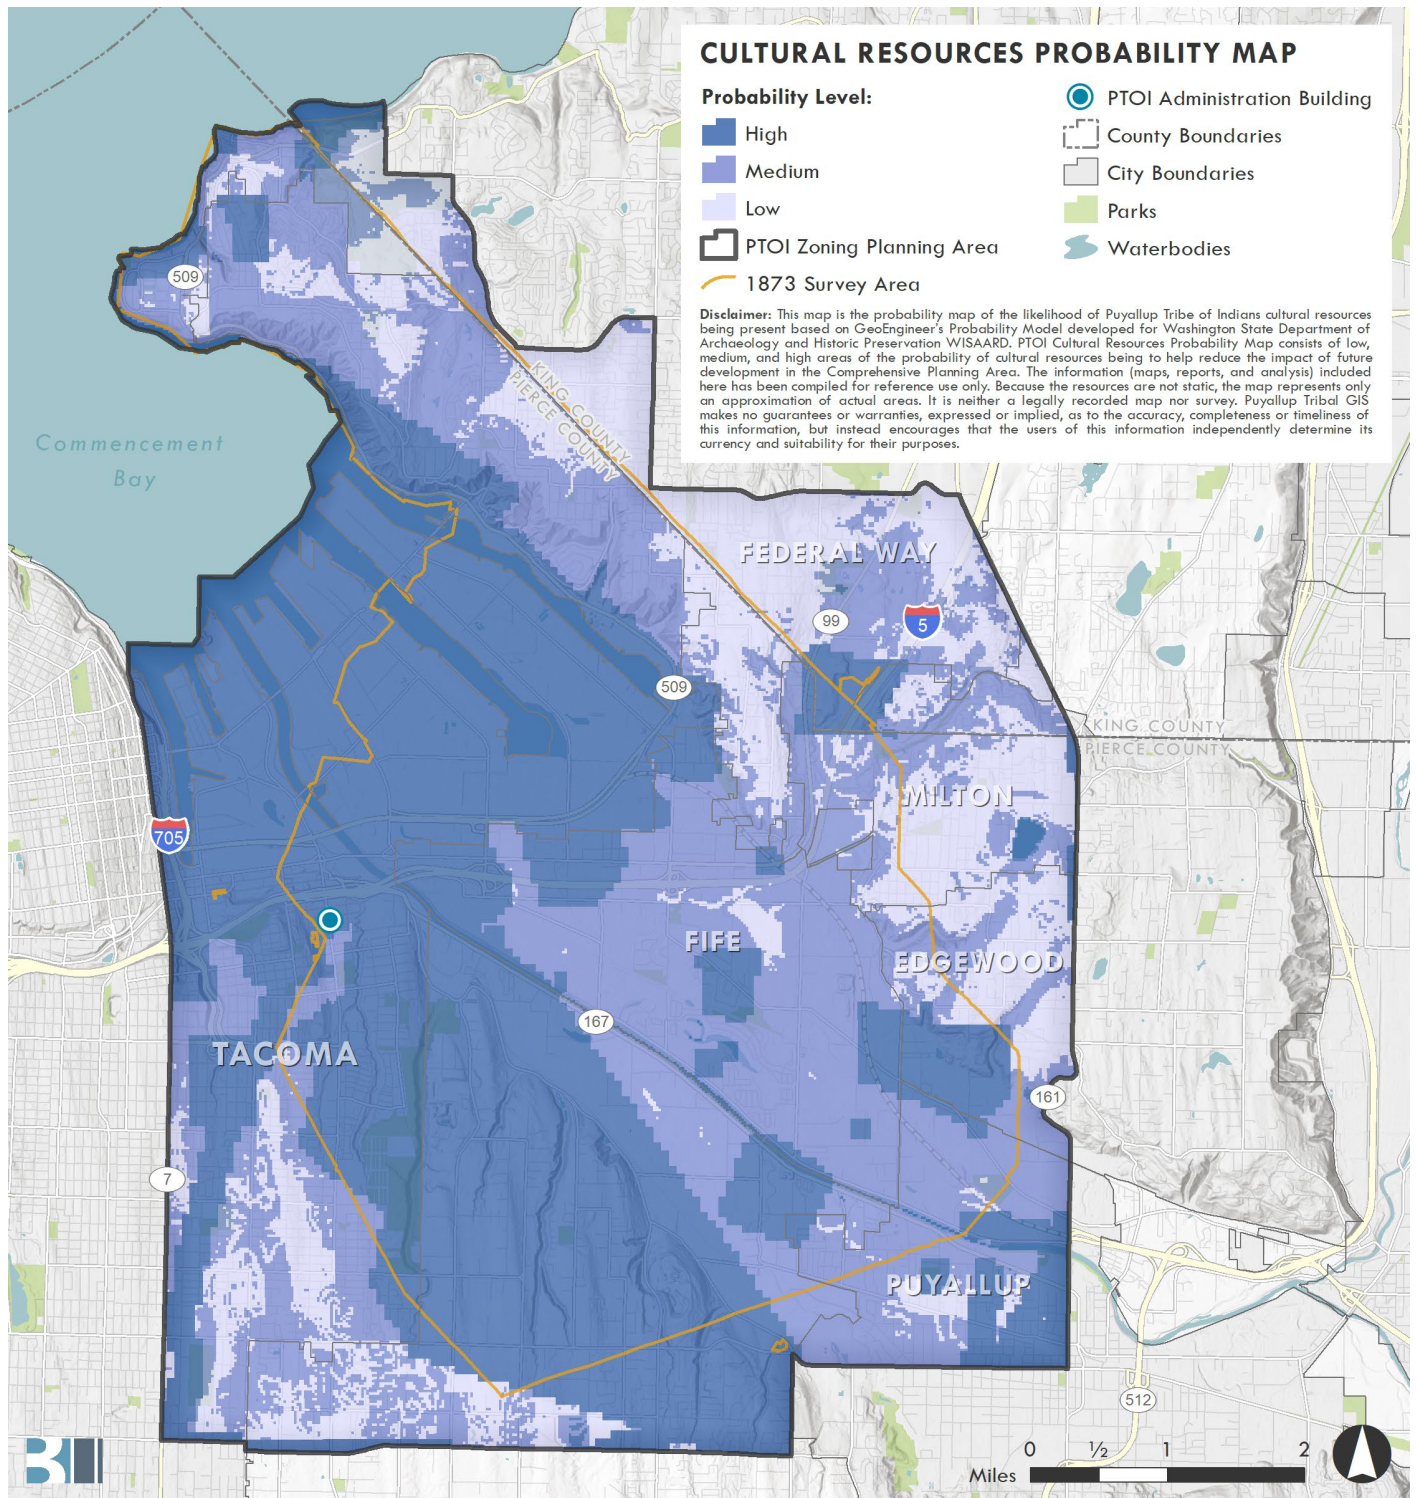 CULTURAL RESOURCES PROBABILITY MAP
Probability Level:
High
Medium
Low
PTOI Zoning Planning Area
1873 Survey Area
PTOI Administration Building
County Boundaries
City Boundaries
Parks
Waterbodies
Disclaimer: This map is the probability map of the likelihood of Puyallup Tribe of Indians cultural resources
being present based on GeoEngineer's Probability Model developed for Washington State Department of
Archaeology and Historic Preservation WISAARD. PTOI Cultural Resources Probability Map consists of low,
medium, and high areas of the probability of cultural resources being to help reduce the impact of future
development in the Comprehensive Planning Area. The information (maps, reports, and analysis) included
here has been compiled for reference use only. Because the resources are not static, the map represents only
an approximation of actual areas. It is neither a legally recorded map nor survey. Puyallup Tribal GIS
makes no guarantees or warranties, expressed or implied, as to the accuracy, completeness or timeliness of
this information, but instead encourages that the users of this information independently determine its
currency and suitability for their purposes.
509
KING COUNTY
PIERCE COUNTY
Commencement
Bay
FEDERAL WAY
99
5
509
KING COUNTY
PIERCE COUNTY
MILTON
705
FIFE
EDGEWOOD
167
TACOMA
161
7
PUYALLUP
512
0 ½ 1 2
Miles